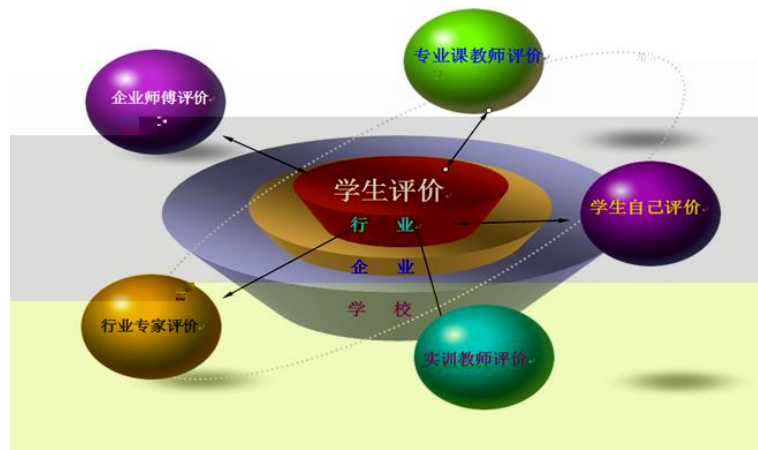 专业课教师评价
企业师傅评价
学生评价
学生自己评价
行 业
企 业
学 校
行业专家评价
实训教师评价